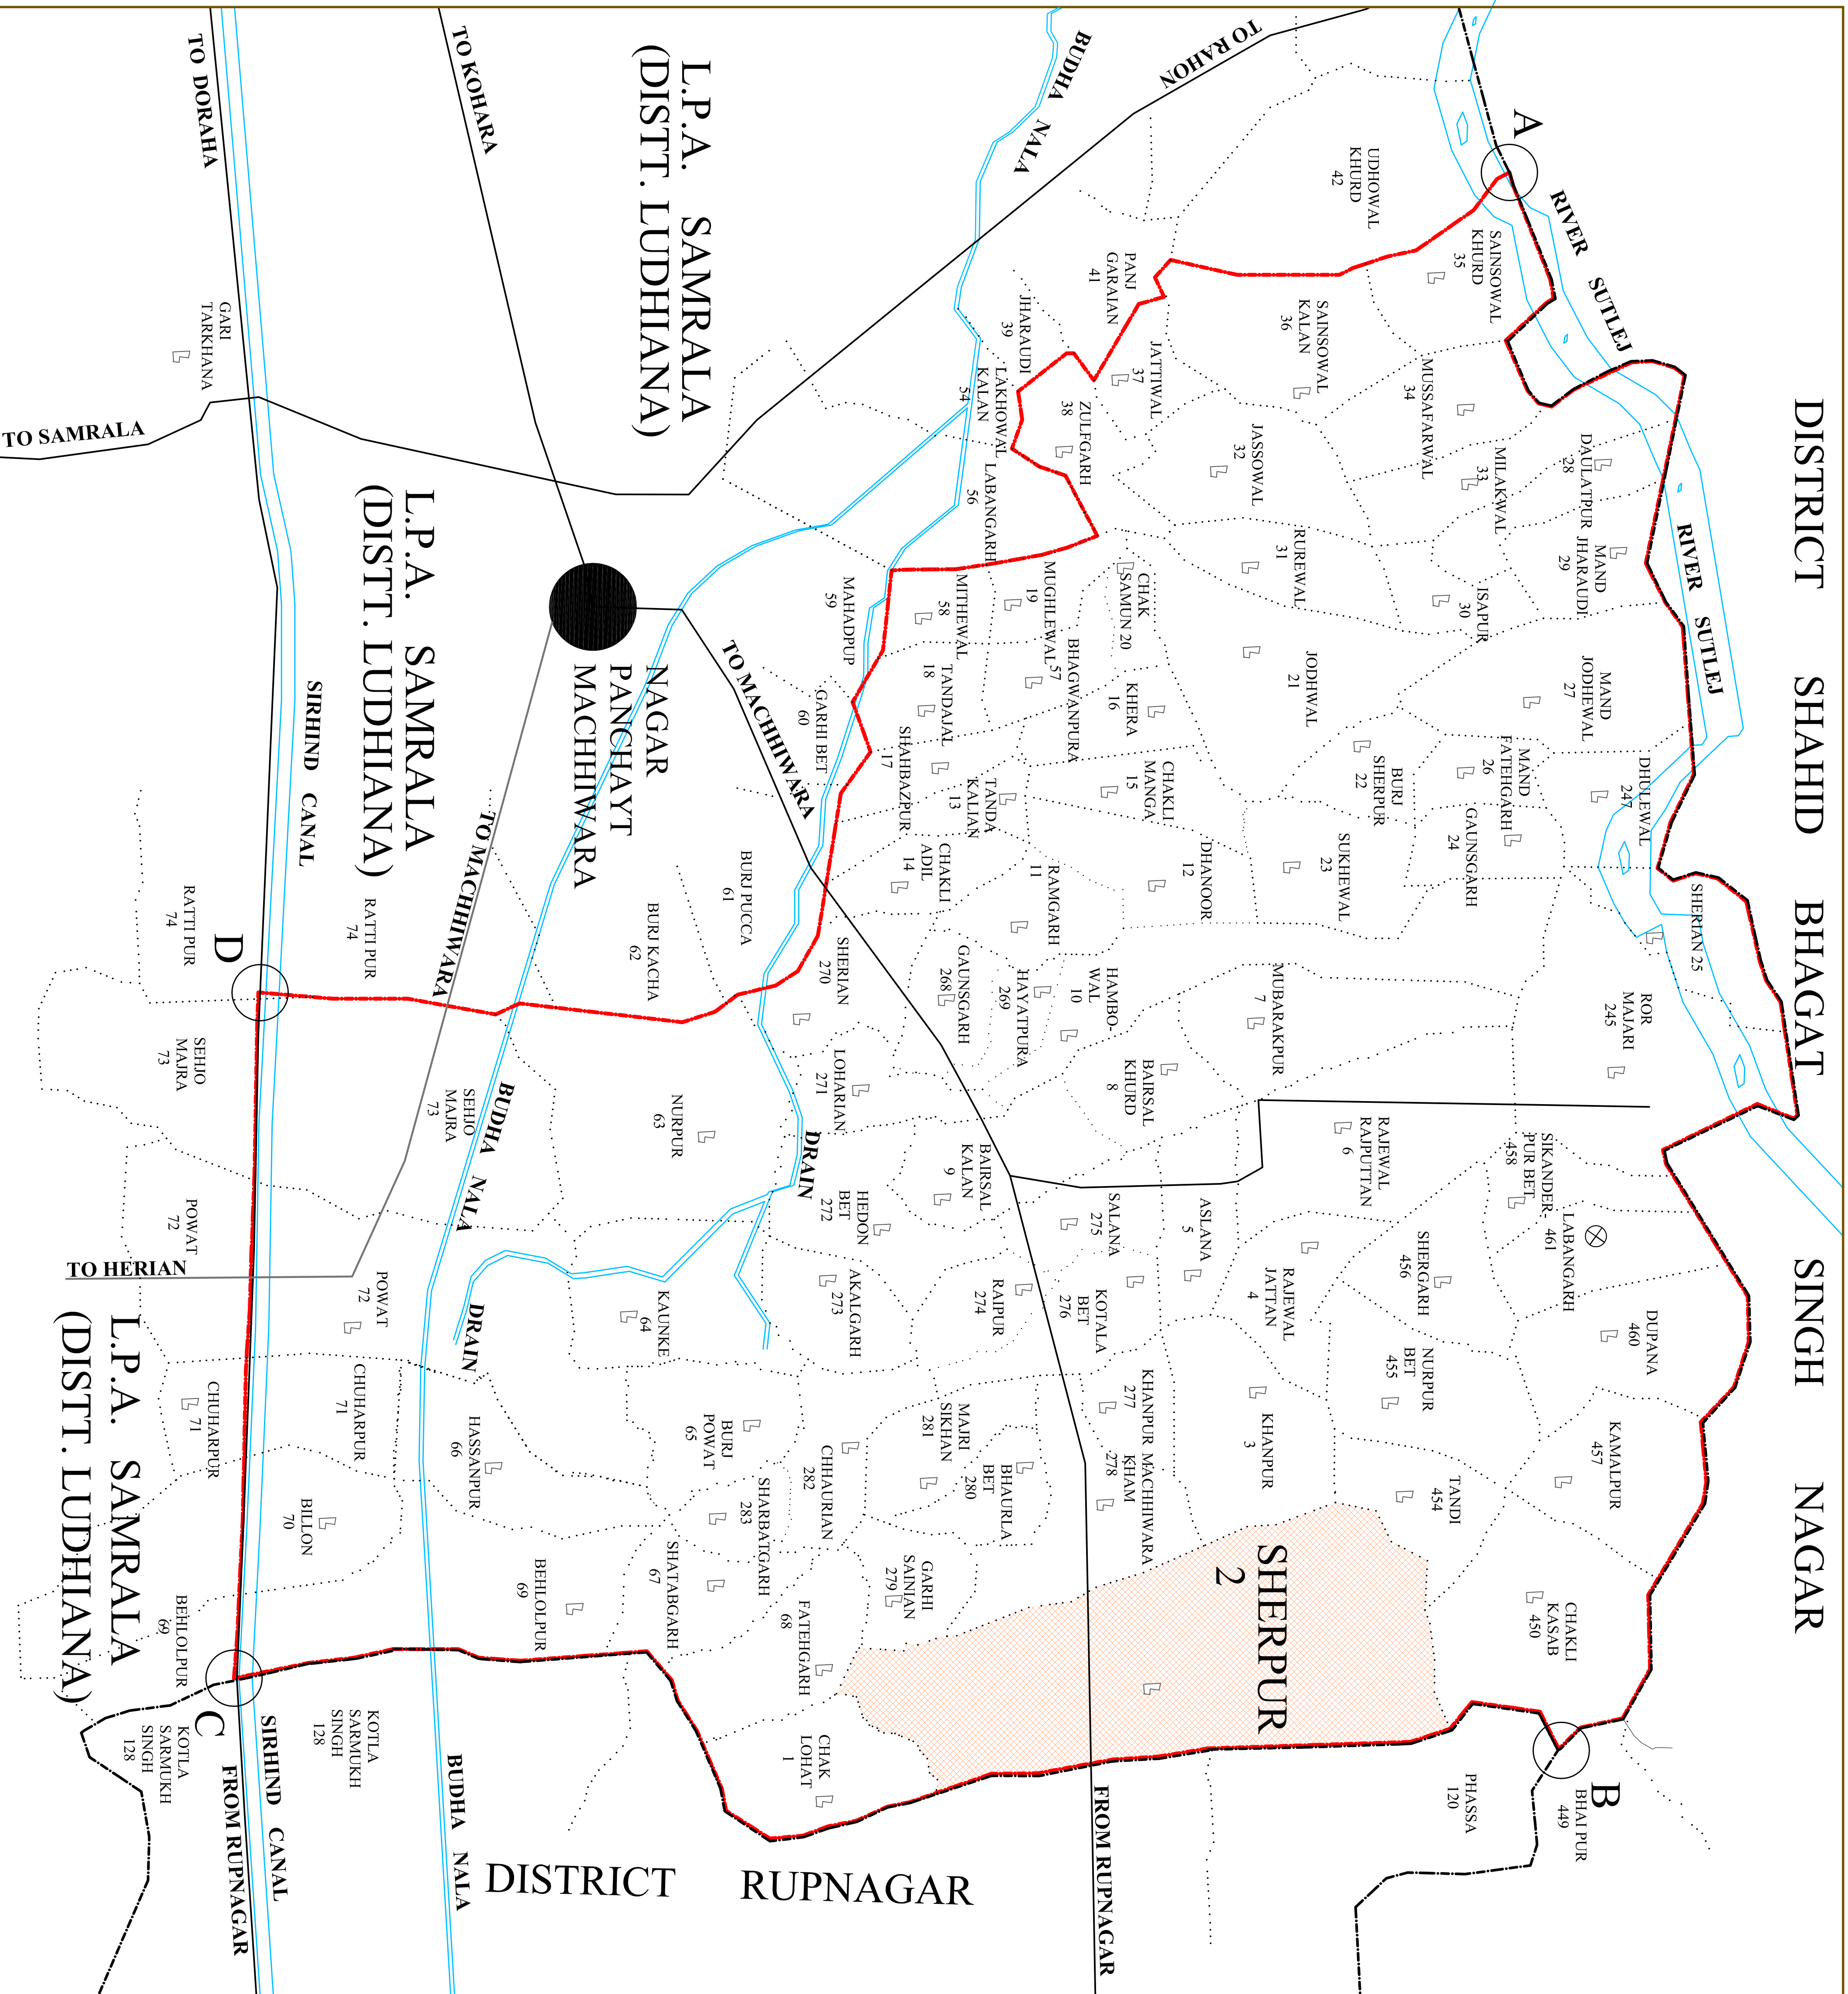 DISTRICT SHAHID BHAGAT SINGH NAGAR
A
RIVER SUTLEJ
RIVER SUTLEJ
B
BHAI PUR
449
PHASSA
120
TO RAHON
UDHOWAL
KHURD
42
SAINSOWAL
KHURD
35
SAINSOWAL
KALAN
36
MUSSAFARWAL
34
DAULATPUR
28
MILAKWAL
33
MAND
JHARAUDI
29
ISAPUR
30
MAND
JODHEWAL
27
MAND
FATEHGARH
26
DHULEWAL
247
GAUNSGARH
24
SHERIAN 25
ROR
MAJARI
245
SIKANDER
PUR BET
458
LABANGARH
461
DUPANA
460
SHERGARH
456
NURPUR
BET
455
KAMALPUR
457
TANDI
454
CHAKLI
KASAB
450
PANJ
GARAIAN
41
JATTIWAL
37
JASSOWAL
32
RUREWAL
31
JODHWAL
21
BURJ
SHERPUR
22
SUKHEWAL
23
MUBARAKPUR
7
RAJEWAL
RAJPUTTAN
6
RAJEWAL
JATTAN
4
ASLANA
5
KHANPUR
3
SHERPUR
2
JHARAUDI
39
ZULFGARH
38
LAKHOWAL
KALAN
54
LABANGARH
56
CHAK
SAMUN 20
MUGHLEWAL
19
BHAGWANPURA
57
KHERA
16
CHAKLI
MANGA
15
DHANOOR
12
MITHEWAL
58
TANDAJAL
18
SHAHBAZPUR
17
TANDA
KALIAN
13
CHAKLI
ADIL
14
RAMGARH
11
HAMBO-
WAL
10
HAYATPURA
269
GAUNSGARH
268
BAIRSAL
KHURD
8
BAIRSAL
KALAN
9
SALANA
275
KOTALA
BET
276
RAIPUR
274
KHANPUR
277
MACHHIWARA
KHAM
278
MAJRI
SIKHAN
281
BHAURLA
BET
280
GARHI
SAINIAN
279
MAHADPUP
59
GARHI BET
60
BURJ PUCCA
61
BURJ KACHA
62
SHERIAN
270
LOHARIAN
271
HEDON
BET
272
AKALGARH
273
CHHAURIAN
282
SHARBATGARH
283
FATEHGARH
68
CHAK
LOHAT
1
NURPUR
63
KAUNKE
64
BURJ
POWAT
65
SHATABGARH
67
HASSANPUR
66
BEHLOLPUR
69
DRAIN
DRAIN
BUDHA NALA
BUDHA NALA
BUDHA NALA
L.P.A. SAMRALA
(DISTT. LUDHIANA)
NAGAR
PANCHAYT
MACHHIWARA
TO MACHHIWARA
TO MACHHIWARA
L.P.A. SAMRALA
(DISTT. LUDHIANA)
TO KOHARA
TO DORAHA
TO SAMRALA
GARI
TARKHANA
SIRHIND CANAL
RATTI PUR
74
RATTI PUR
74
D
SEHJO
MAJRA
73
SEHJO
MAJRA
73
POWAT
72
POWAT
72
TO HERIAN
CHUHARPUR
71
CHUHARPUR
71
BILLON
70
BEHLOLPUR
69
L.P.A. SAMRALA
(DISTT. LUDHIANA)
C
KOTLA
SARMUKH
SINGH
128
KOTLA
SARMUKH
SINGH
128
SIRHIND CANAL
FROM RUPNAGAR
FROM RUPNAGAR
DISTRICT RUPNAGAR